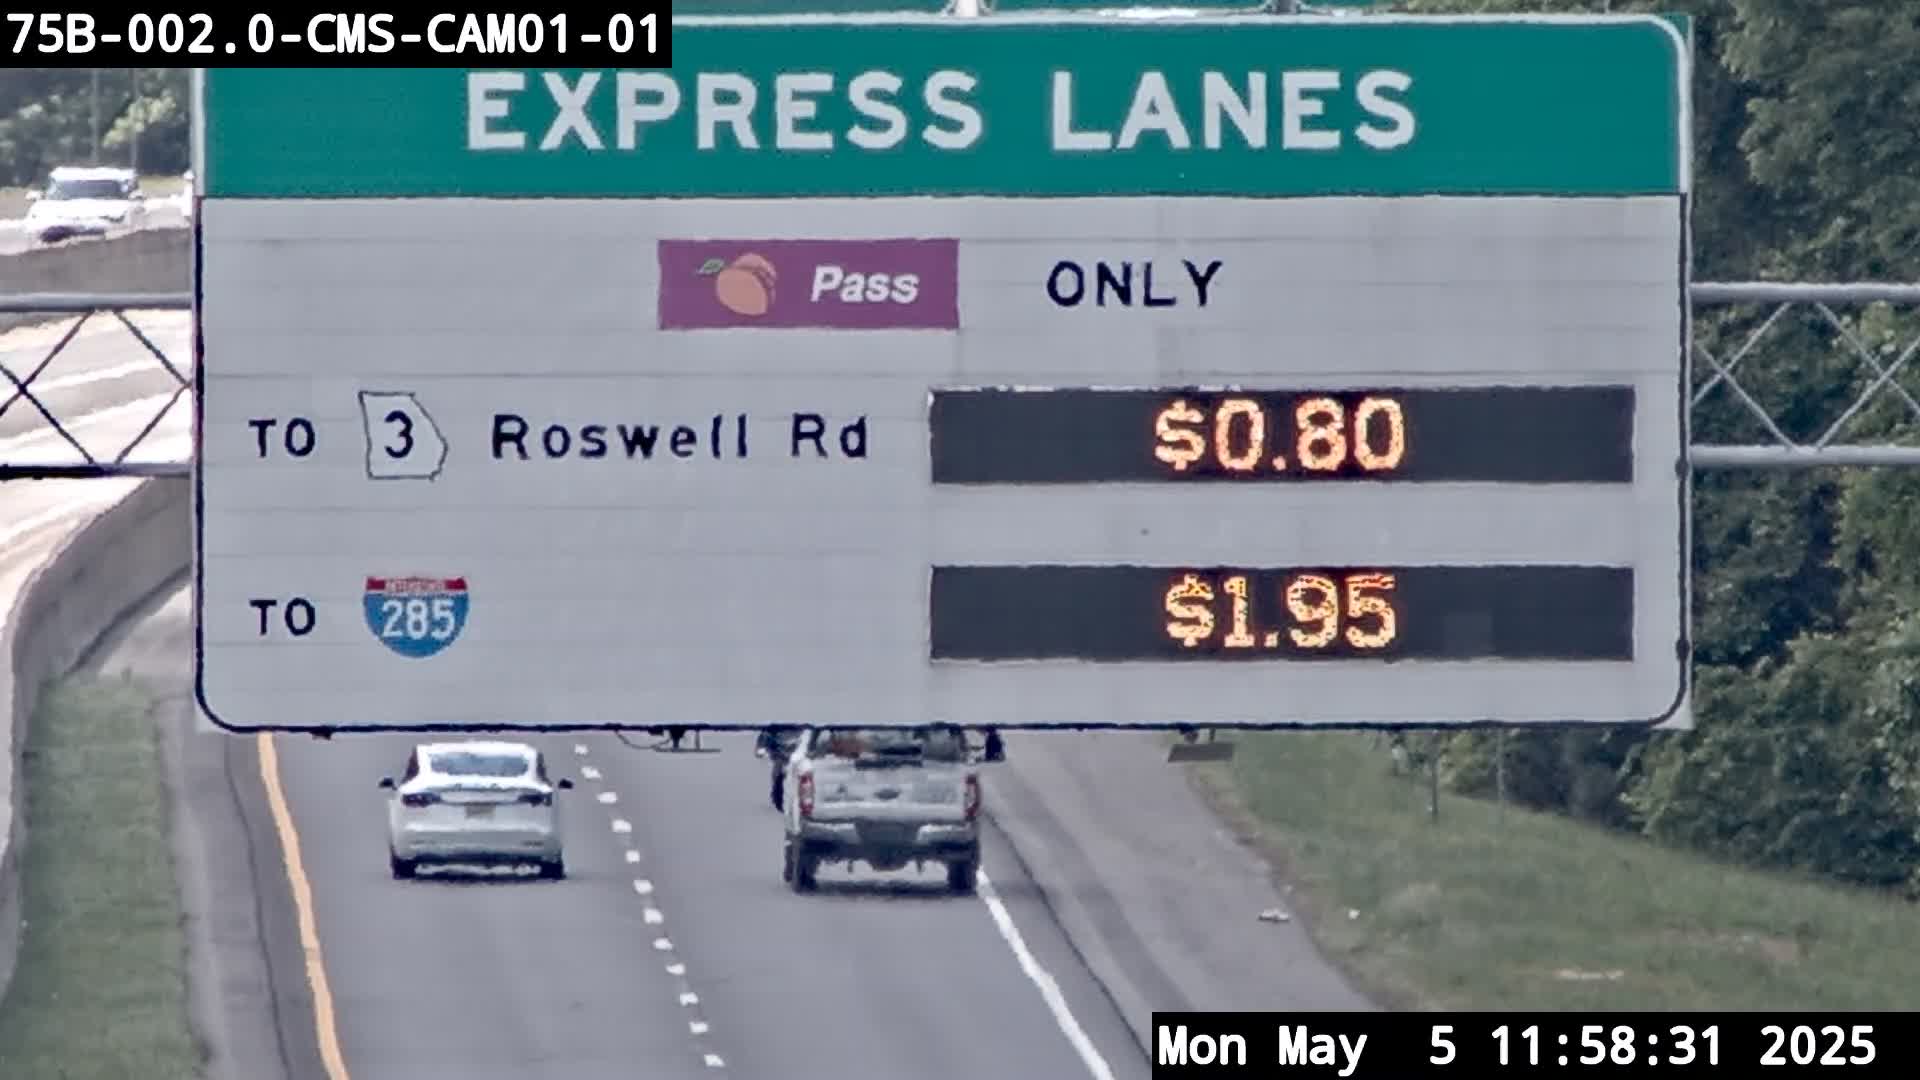 75B-002.0-CMS-CAM01-01
EXPRESS LANES
Pass ONLY
TO 3 Roswell Rd $0.80
INTERSTATE
TO 285 $1.95
Mon May 5 11:58:31 2025